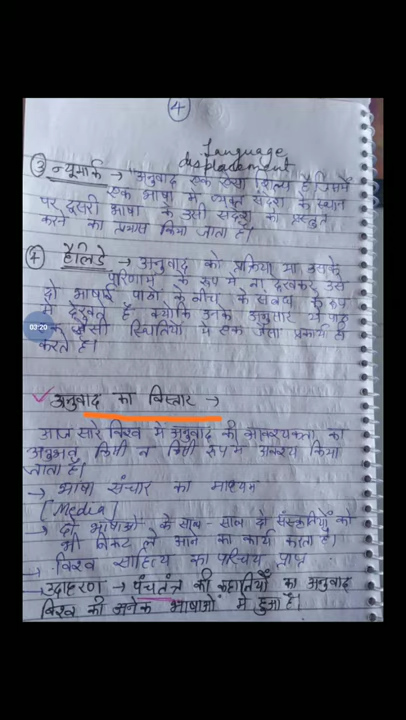 4
Language
displacement
③ न्यूमार्क → अनुवाद एक ऐसा शिल्प है जिसमें
एक भाषा में व्यक्त संदेश के स्थान
पर दूसरी भाषा के उसी संदेश को प्रस्तुत
करने का प्रयास किया जाता है।
④ हैलिडे → अनुवाद को प्रक्रिया या उसके
परिणाम के रूप में ना देखकर उसे
दो भाषाई पाठों के बीच के संबंध के रूप
में देखते हैं क्योंकि उनके अनुसार ये पाठ
03:20
जैसी स्थितियों में एक जैसा प्रकार्य ही
करते हैं।
अनुवाद का विस्तार →
आज सारे विश्व में अनुवाद की आवश्यकता का
अनुभव किसी न किसी रूप में अवश्य किया
जाता है।
→ भाषा संचार का माध्यम
(Media)
→ दो भाषाओं के साथ-साथ दो संस्कृतियों को
भी निकट ले आने का कार्य करता है।
→ विश्व साहित्य का परिचय प्राप्त
→ उदाहरण → पंचतंत्र की कहानियों का अनुवाद
विश्व की अनेक भाषाओं में हुआ है।